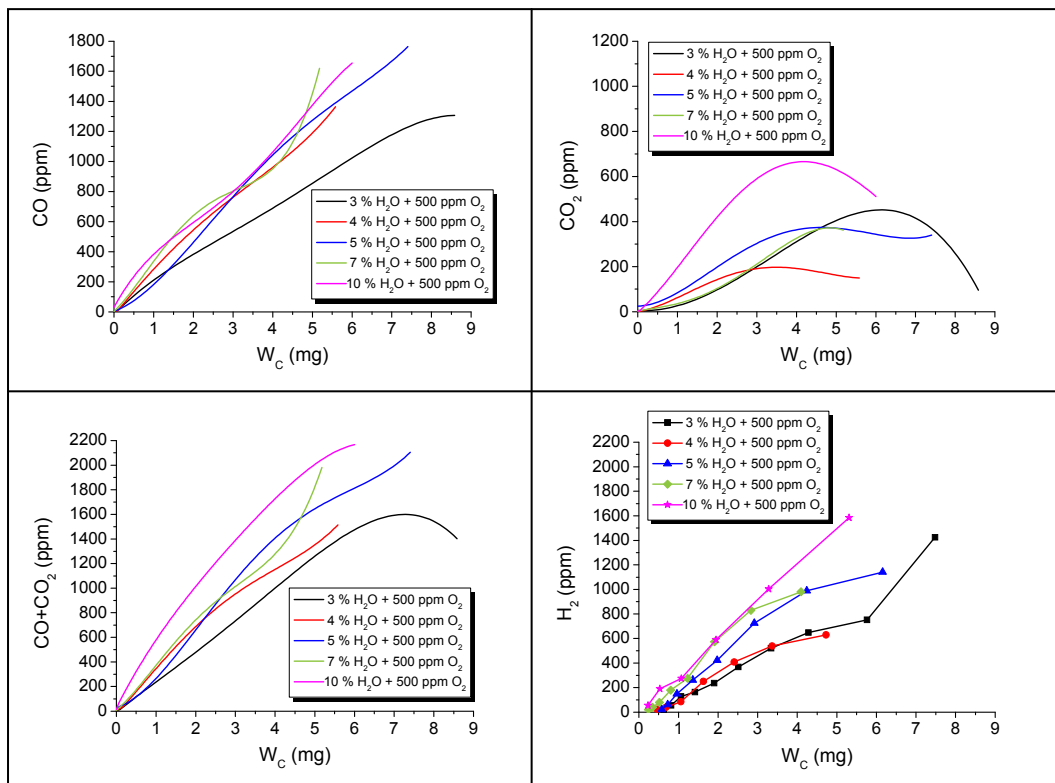 1800
1600
1400
1200
1000
800
600
400
200
0
CO (ppm)
3 % H₂O + 500 ppm O₂
4 % H₂O + 500 ppm O₂
5 % H₂O + 500 ppm O₂
7 % H₂O + 500 ppm O₂
10 % H₂O + 500 ppm O₂
0 1 2 3 4 5 6 7 8 9
W_C (mg)
1200
1000
800
600
400
200
0
CO₂ (ppm)
3 % H₂O + 500 ppm O₂
4 % H₂O + 500 ppm O₂
5 % H₂O + 500 ppm O₂
7 % H₂O + 500 ppm O₂
10 % H₂O + 500 ppm O₂
0 1 2 3 4 5 6 7 8 9
W_C (mg)
2200
2000
1800
1600
1400
1200
1000
800
600
400
200
0
CO+CO₂ (ppm)
3 % H₂O + 500 ppm O₂
4 % H₂O + 500 ppm O₂
5 % H₂O + 500 ppm O₂
7 % H₂O + 500 ppm O₂
10 % H₂O + 500 ppm O₂
0 1 2 3 4 5 6 7 8 9
W_C (mg)
3 % H₂O + 500 ppm O₂
4 % H₂O + 500 ppm O₂
5 % H₂O + 500 ppm O₂
7 % H₂O + 500 ppm O₂
10 % H₂O + 500 ppm O₂
2200
2000
1800
1600
1400
1200
1000
800
600
400
200
0
H₂ (ppm)
0 1 2 3 4 5 6 7 8 9
W_C (mg)